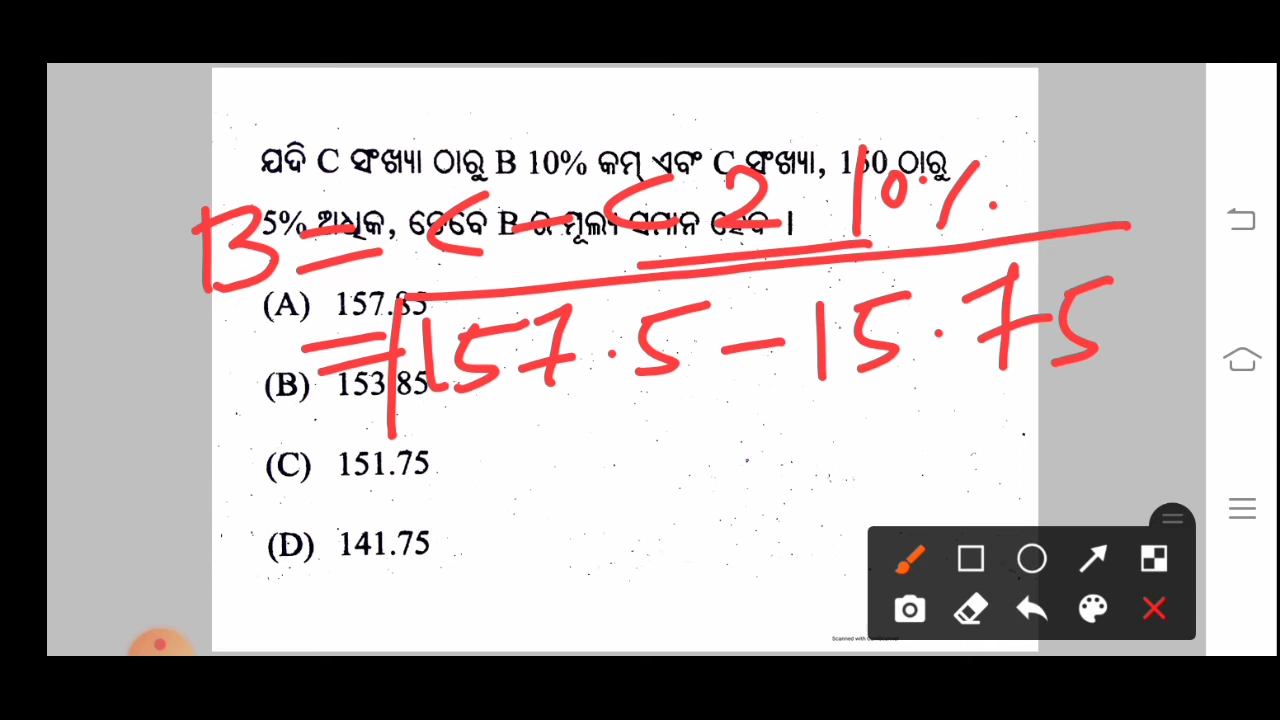 ଯଦି C ସଂଖ୍ୟା ଠାରୁ B 10% କମ୍ ଏବଂ C ସଂଖ୍ୟା, 150 ଠାରୁ
5% ଅଧିକ, ତେବେ B ର ମୂଲ୍ୟ ସମାନ ହେବ ।
B = C - C 10%.
(A) 157.85
= 157.5 - 15.75
(B) 153.85
(C) 151.75
(D) 141.75